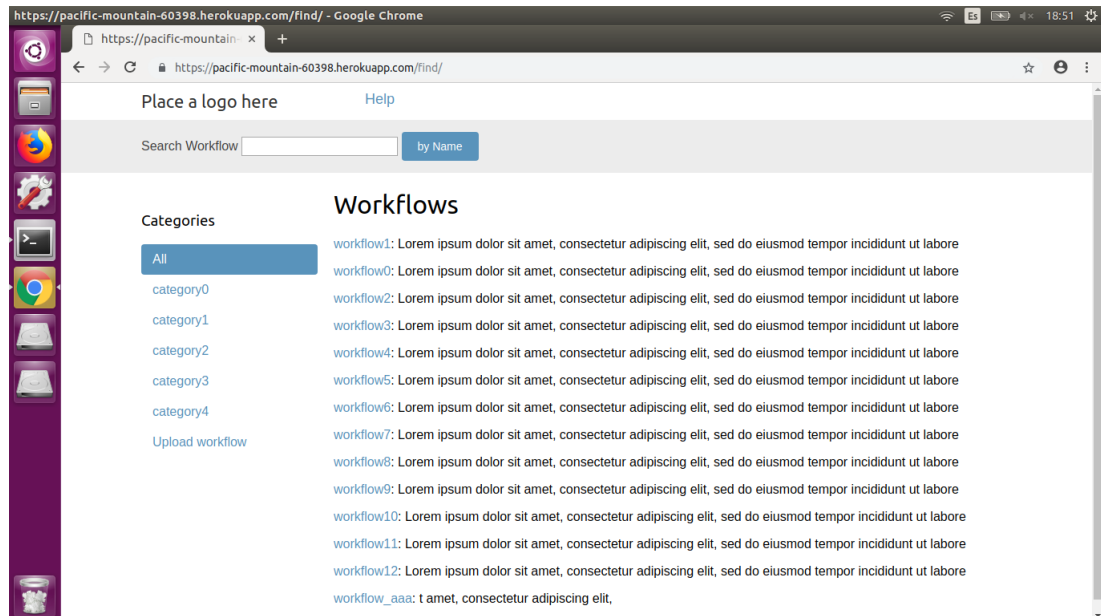 https://pacific-mountain-60398.herokuapp.com/find/ - Google Chrome
Es
18:51
https://pacific-mountain-
https://pacific-mountain-60398.herokuapp.com/find/
Place a logo here
Help
Search Workflow
by Name
Categories
All
category0
category1
category2
category3
category4
Upload workflow
Workflows
workflow1: Lorem ipsum dolor sit amet, consectetur adipiscing elit, sed do eiusmod tempor incididunt ut labore
workflow0: Lorem ipsum dolor sit amet, consectetur adipiscing elit, sed do eiusmod tempor incididunt ut labore
workflow2: Lorem ipsum dolor sit amet, consectetur adipiscing elit, sed do eiusmod tempor incididunt ut labore
workflow3: Lorem ipsum dolor sit amet, consectetur adipiscing elit, sed do eiusmod tempor incididunt ut labore
workflow4: Lorem ipsum dolor sit amet, consectetur adipiscing elit, sed do eiusmod tempor incididunt ut labore
workflow5: Lorem ipsum dolor sit amet, consectetur adipiscing elit, sed do eiusmod tempor incididunt ut labore
workflow6: Lorem ipsum dolor sit amet, consectetur adipiscing elit, sed do eiusmod tempor incididunt ut labore
workflow7: Lorem ipsum dolor sit amet, consectetur adipiscing elit, sed do eiusmod tempor incididunt ut labore
workflow8: Lorem ipsum dolor sit amet, consectetur adipiscing elit, sed do eiusmod tempor incididunt ut labore
workflow9: Lorem ipsum dolor sit amet, consectetur adipiscing elit, sed do eiusmod tempor incididunt ut labore
workflow10: Lorem ipsum dolor sit amet, consectetur adipiscing elit, sed do eiusmod tempor incididunt ut labore
workflow11: Lorem ipsum dolor sit amet, consectetur adipiscing elit, sed do eiusmod tempor incididunt ut labore
workflow12: Lorem ipsum dolor sit amet, consectetur adipiscing elit, sed do eiusmod tempor incididunt ut labore
workflow_aaa: t amet, consectetur adipiscing elit,